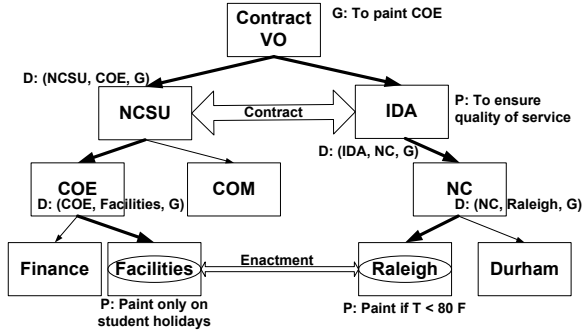 Contract
VO
G: To paint COE
D: (NCSU, COE, G)
NCSU
Contract
IDA
P: To ensure
quality of service
D: (IDA, NC, G)
COE
COM
NC
D: (COE, Facilities, G)
D: (NC, Raleigh, G)
Finance
Facilities
Enactment
Raleigh
Durham
P: Paint only on
student holidays
P: Paint if T < 80 F